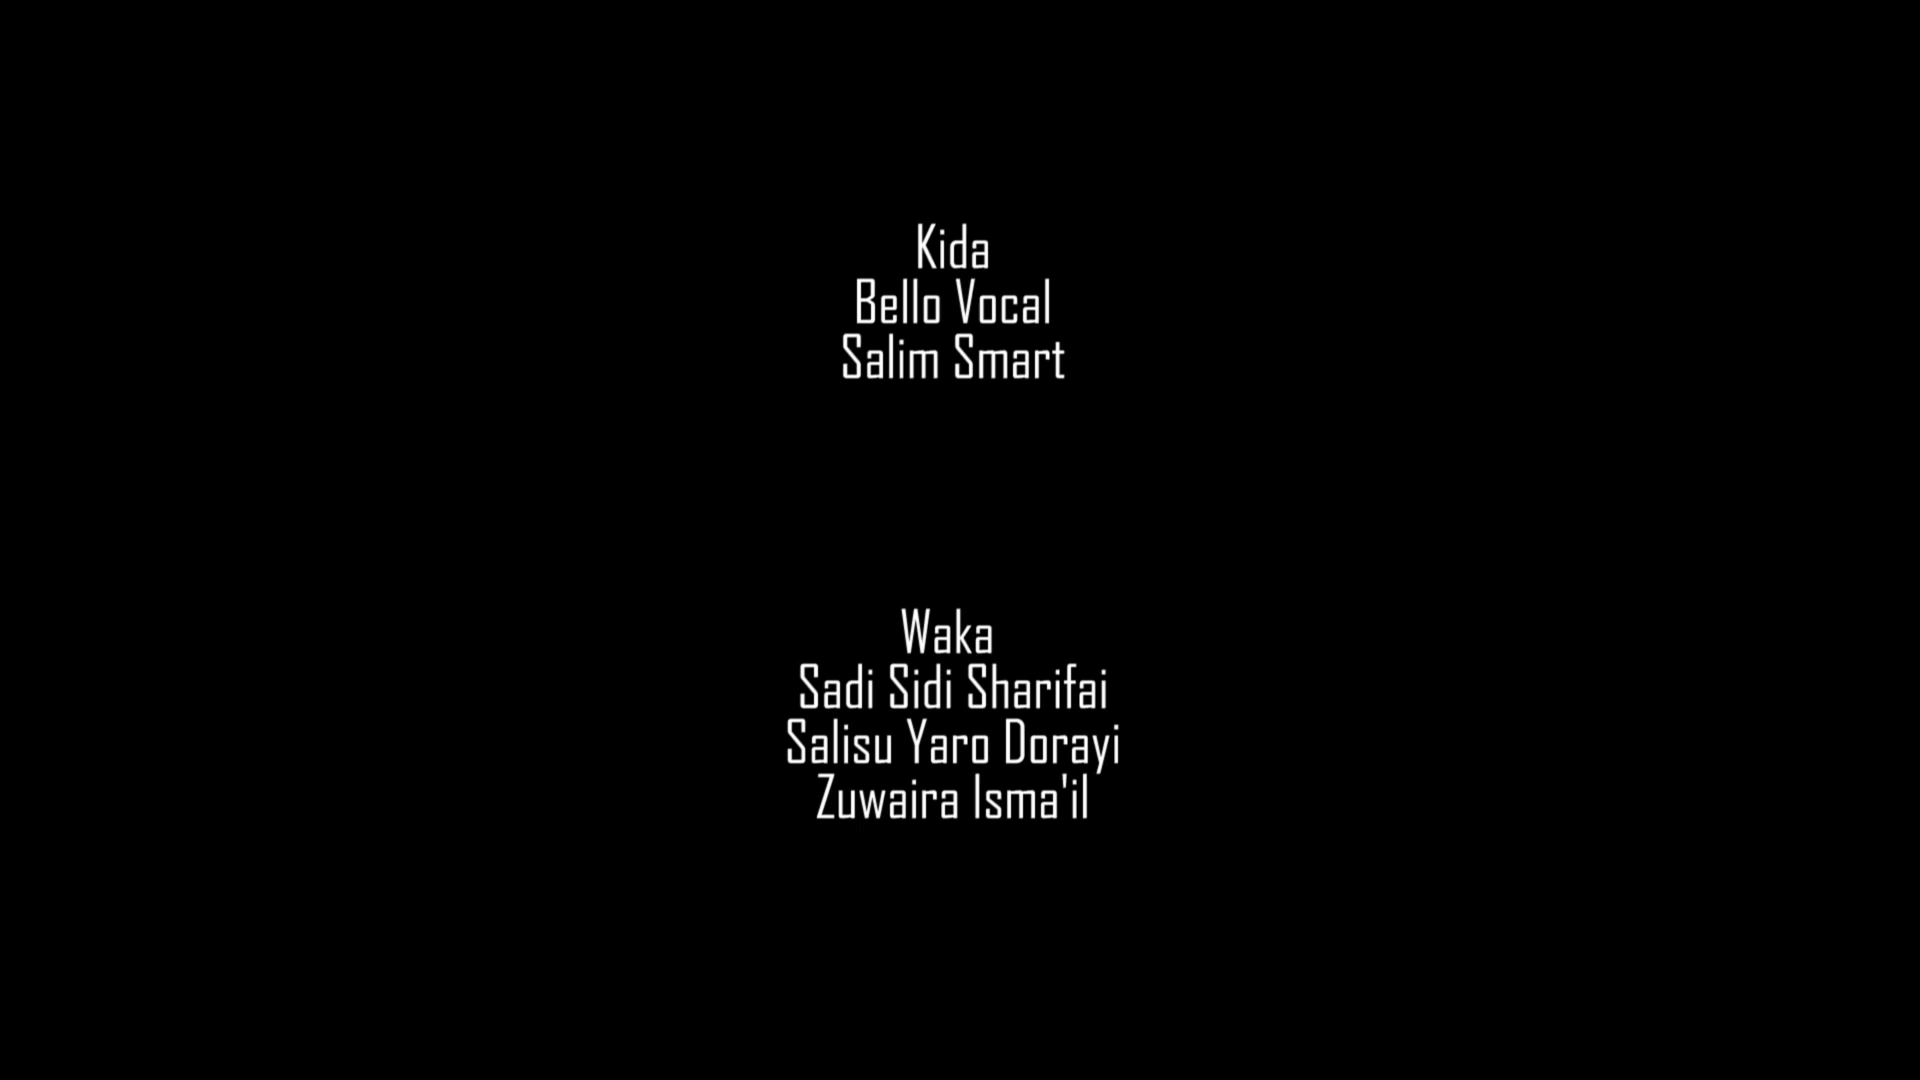 Kida
Bello Vocal
Salim Smart
Waka
Sadi Sidi Sharifai
Salisu Yaro Dorayi
Zuwaira Isma'il